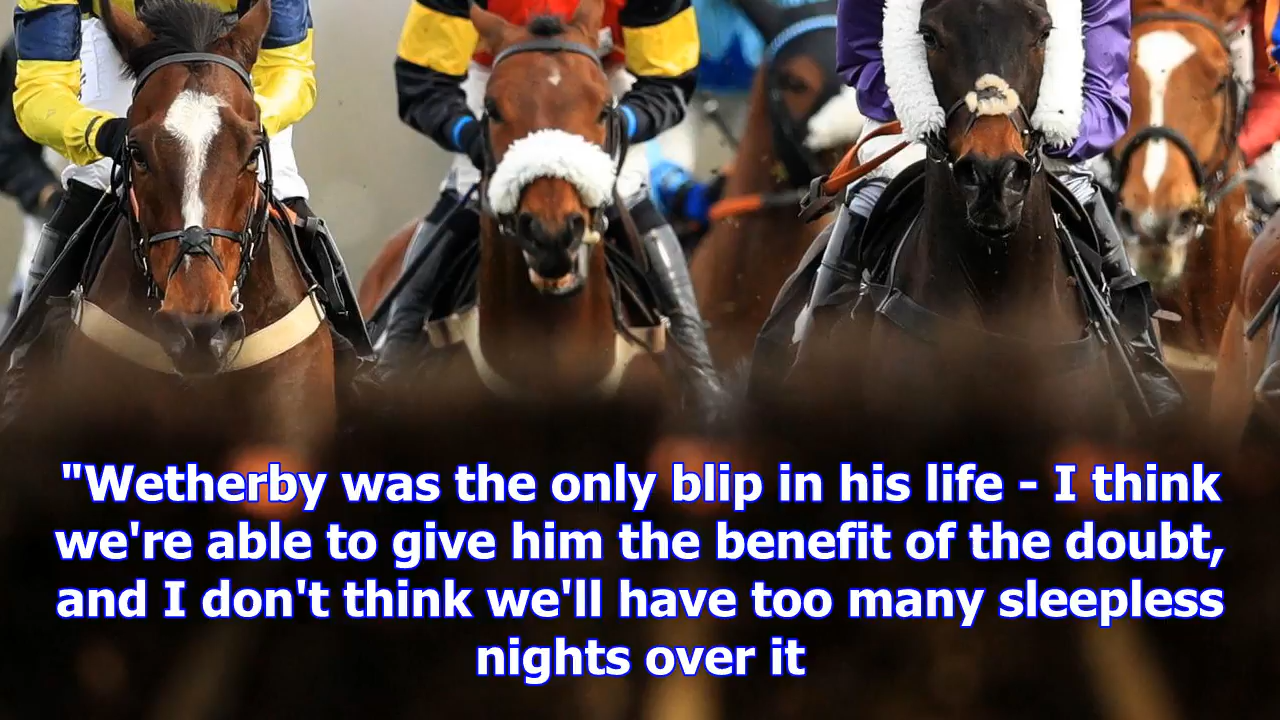 "Wetherby was the only blip in his life - I think
we're able to give him the benefit of the doubt,
and I don't think we'll have too many sleepless
nights over it